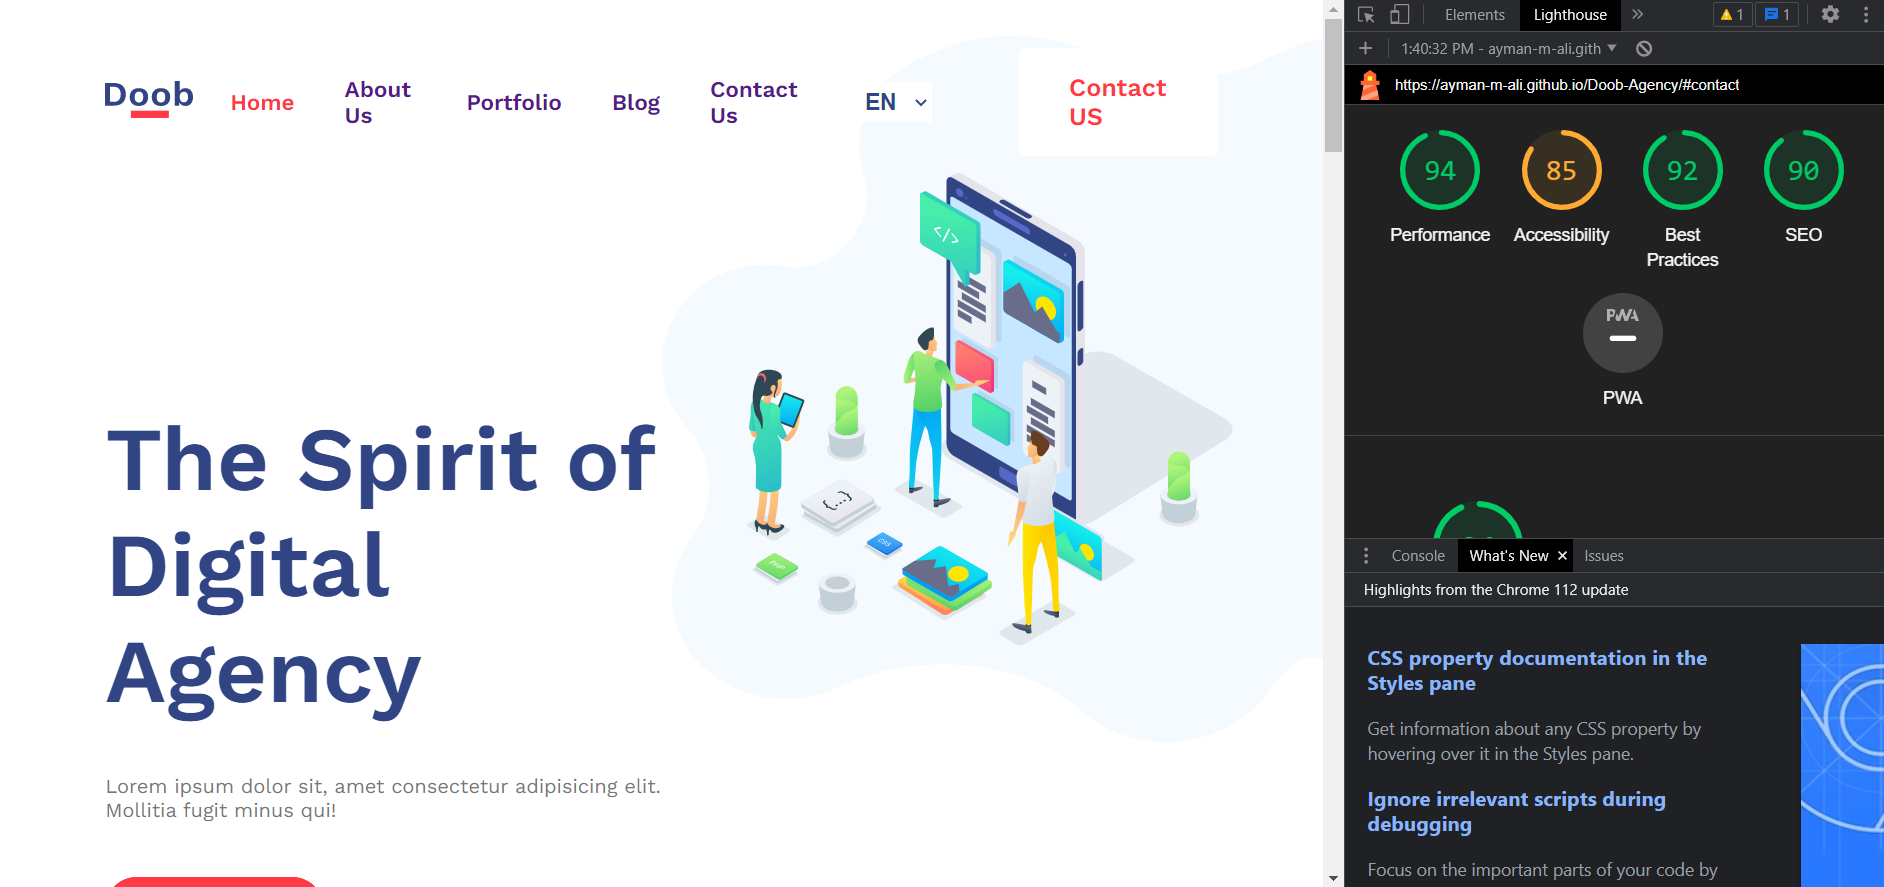 Doob
Home
About
Us
Portfolio
Blog
Contact
Us
EN
Contact
US
</>
{...}
CSS
PHP
The Spirit of
Digital
Agency
Lorem ipsum dolor sit, amet consectetur adipisicing elit.
Mollitia fugit minus qui!
Elements
Lighthouse
1
1
1:40:32 PM - ayman-m-ali.gith
https://ayman-m-ali.github.io/Doob-Agency/#contact
94
85
92
90
Performance
Accessibility
Best
Practices
SEO
PWA
PWA
Console
What's New
Issues
Highlights from the Chrome 112 update
CSS property documentation in the
Styles pane
Get information about any CSS property by
hovering over it in the Styles pane.
Ignore irrelevant scripts during
debugging
Focus on the important parts of your code by